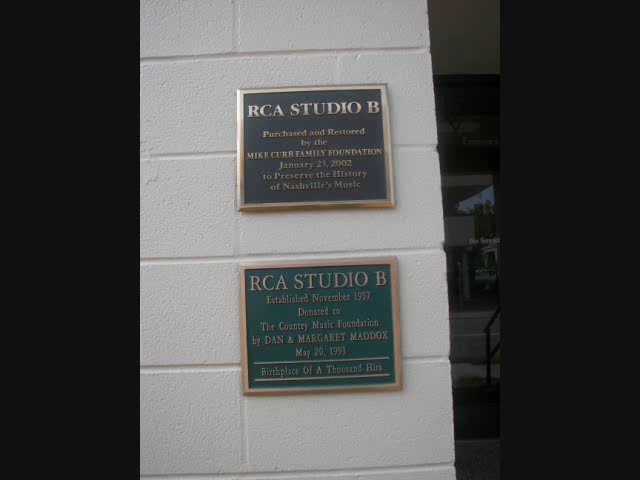 RCA STUDIO B
Purchased and Restored
by the
MIKE CURB FAMILY FOUNDATION
January 23, 2002
to Preserve the History
of Nashville's Music
RCA STUDIO B
Established November 1957
Donated to
The Country Music Foundation
by DAN & MARGARET MADDOX
May 20, 1993
Birthplace Of A Thousand Hits
No